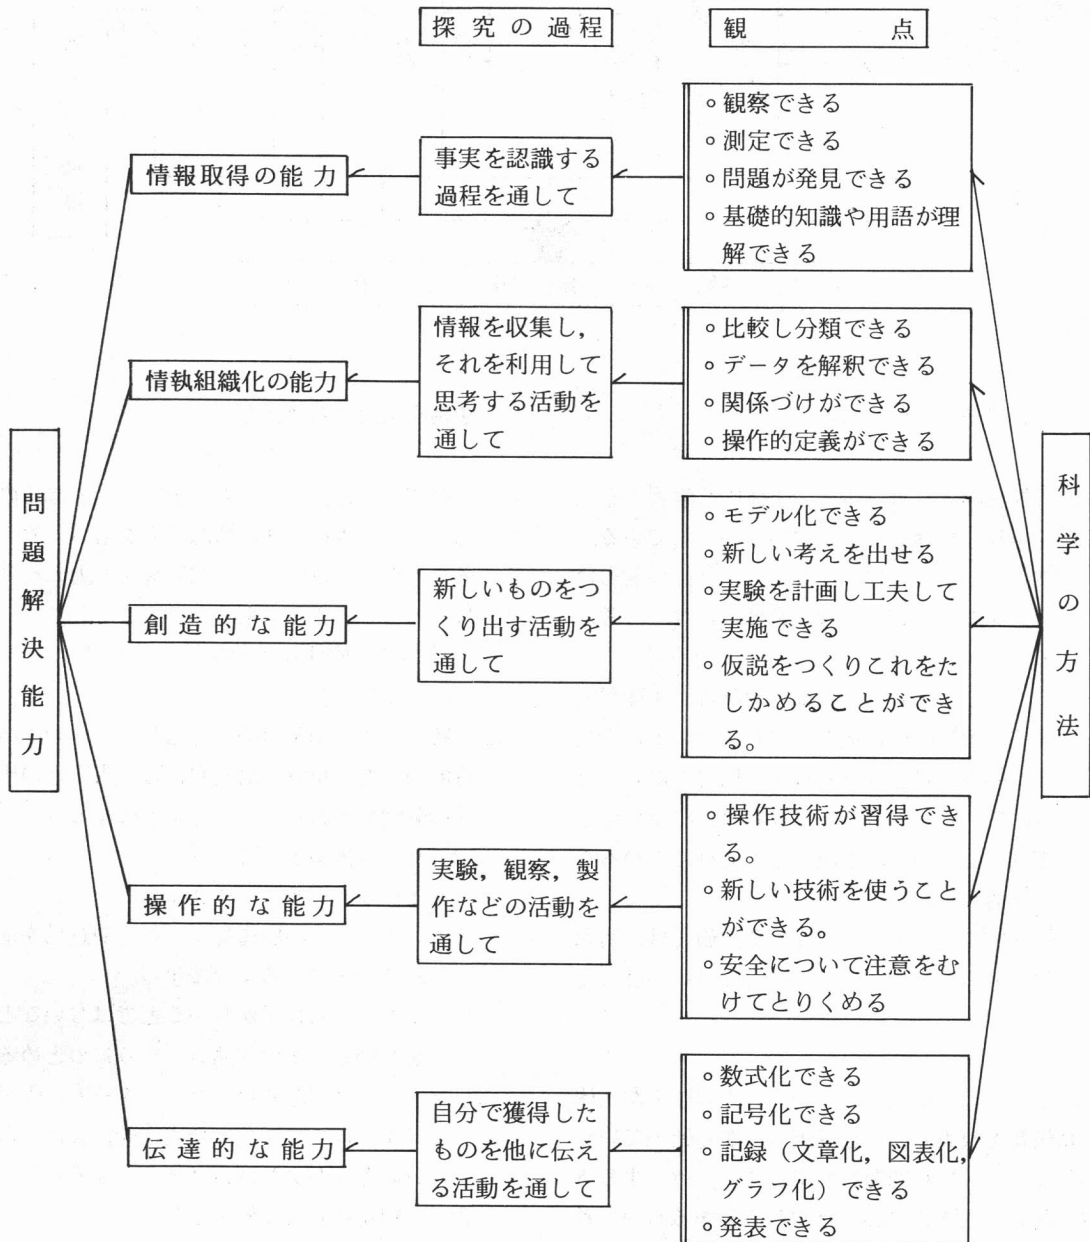 探究の過程
観点
観察できる
測定できる
問題が発見できる
基礎的知識や用語が理
解できる
事実を認識する
過程を通して
情報取得の能力
情報を収集し，
それを利用して
思考する活動を
通して
比較し分類できる
データを解釈できる
関係づけができる
操作的定義ができる
情執組織化の能力
問題解決能力
科学の方法
モデル化できる
新しい考えを出せる
実験を計画し工夫して
実施できる
仮説をつくりこれをた
しかめることができ
る。
新しいものをつ
くり出す活動を
通して
創造的な能力
操作技術が習得でき
る。
新しい技術を使うこと
ができる。
安全について注意をむ
けてとりくめる
実験，観察，製
作などの活動を
通して
操作的な能力
数式化できる
記号化できる
記録（文章化，図表化，
グラフ化）できる
発表できる
自分で獲得した
ものを他に伝え
る活動を通して
伝達的な能力